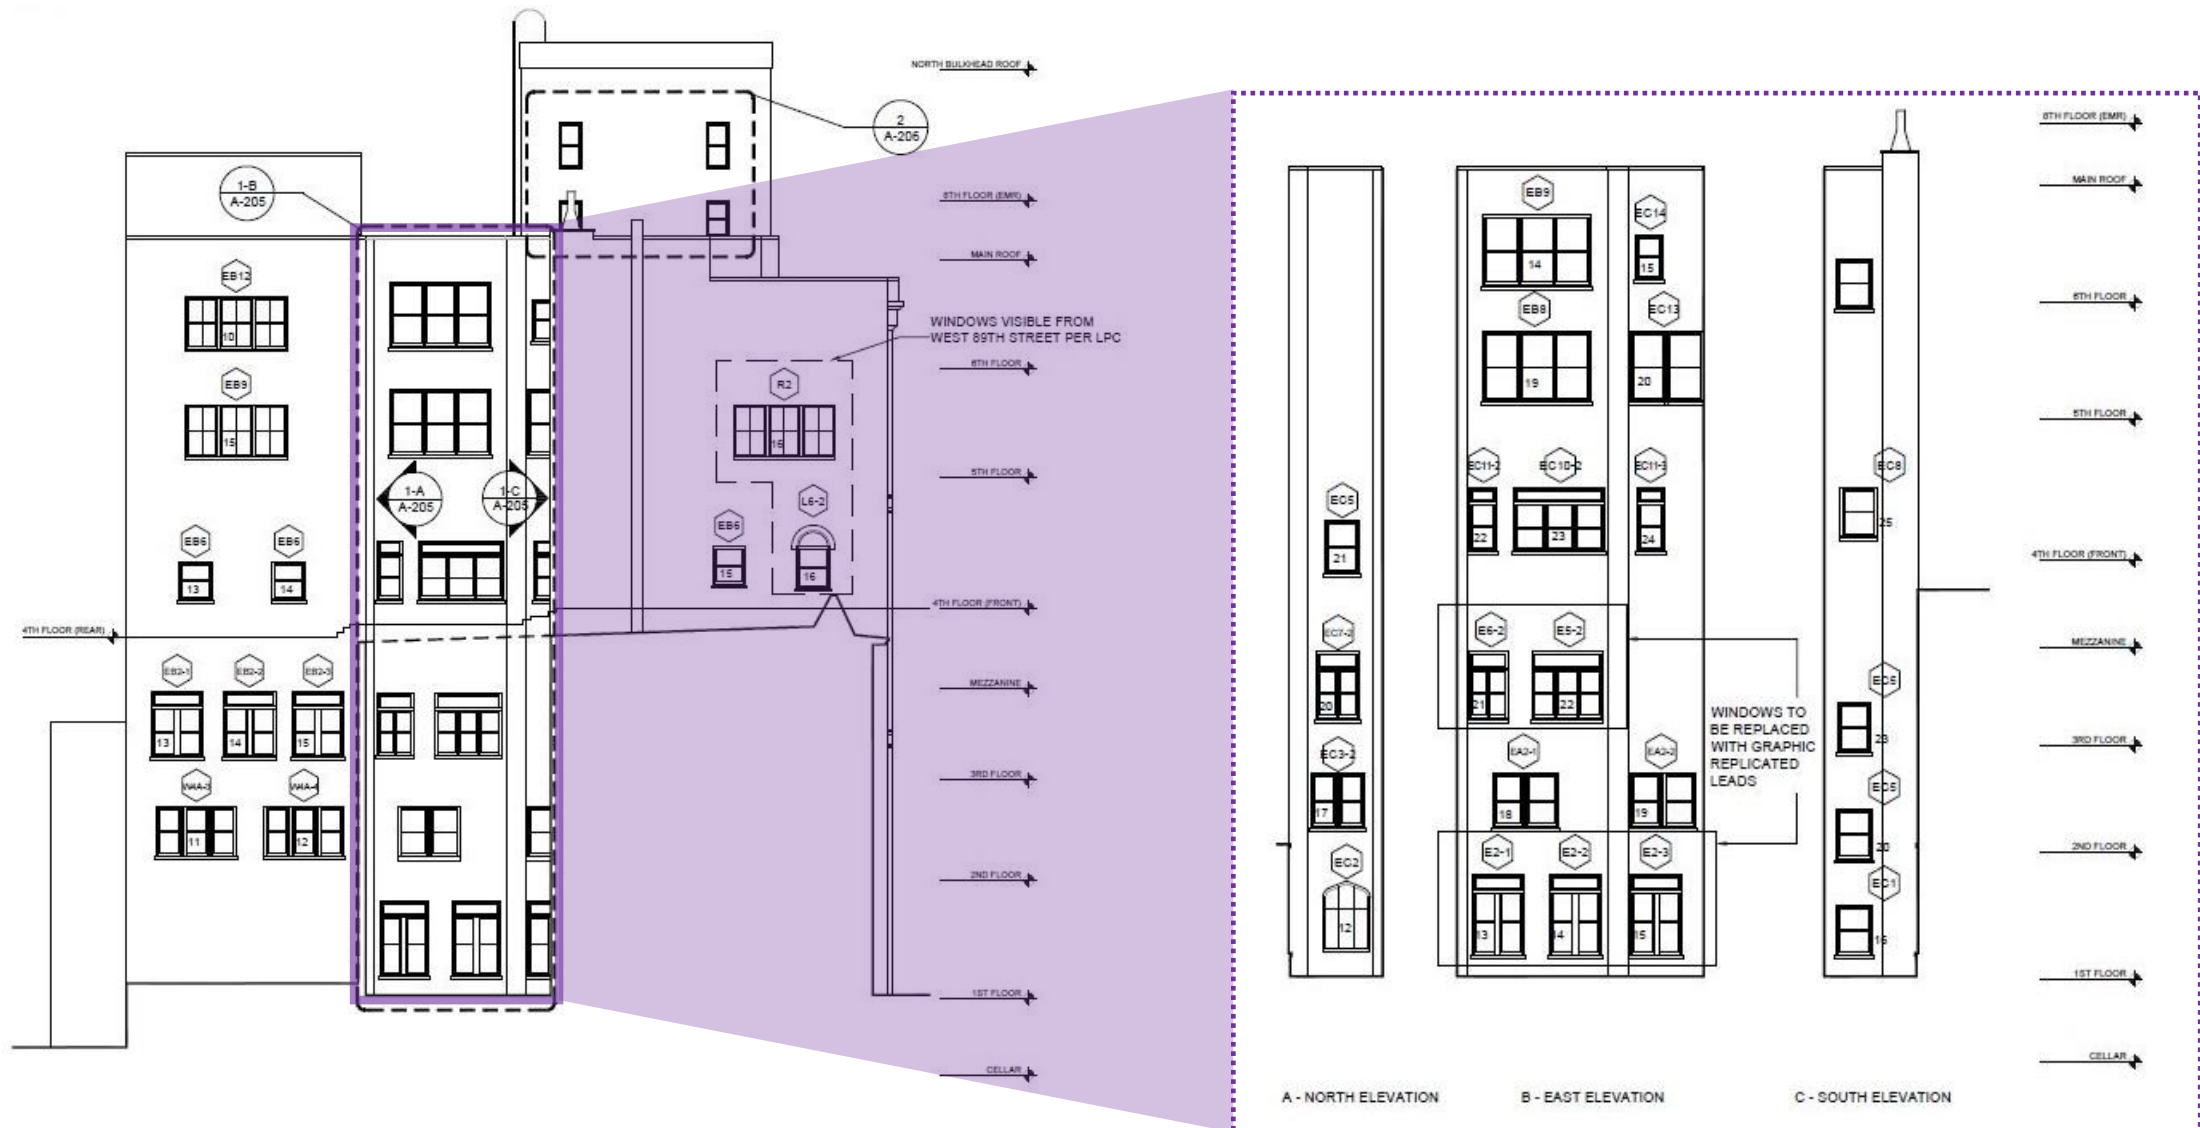 NORTH BULKHEAD ROOF
2
A-206
1-B
A-205
8TH FLOOR (EMR)
MAIN ROOF
EB12
10
WINDOWS VISIBLE FROM
WEST 89TH STREET PER LPC
6TH FLOOR
EB9
15
R2
16
5TH FLOOR
1-A
A-205
1-C
A-205
L6-2
EB6
13
EB6
14
EB6
15
16
4TH FLOOR (FRONT)
4TH FLOOR (REAR)
EB2-1
EB2-2
EB2-3
13
14
15
MEZZANINE
W4A-3
W4A-4
11
12
3RD FLOOR
2ND FLOOR
1ST FLOOR
CELLAR
EC5
21
EC7-2
20
EC3-2
17
EC2
12
A - NORTH ELEVATION
EB9
14
EC14
15
EB8
19
EC13
20
EC11-2
EC10-2
EC11-3
22
23
24
E6-2
E5-2
21
22
WINDOWS TO
BE REPLACED
WITH GRAPHIC
REPLICATED
LEADS
EA2-1
EA2-2
18
19
E2-1
E2-2
E2-3
13
14
15
B - EAST ELEVATION
EC8
25
EC5
23
EC5
20
EC1
16
C - SOUTH ELEVATION
8TH FLOOR (EMR)
MAIN ROOF
6TH FLOOR
5TH FLOOR
4TH FLOOR (FRONT)
MEZZANINE
3RD FLOOR
2ND FLOOR
1ST FLOOR
CELLAR